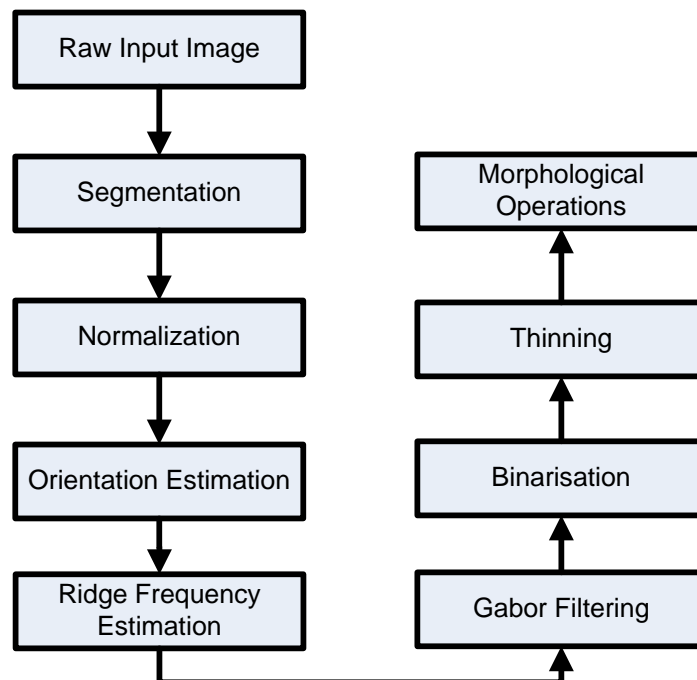 Raw Input Image
Segmentation
Normalization
Orientation Estimation
Ridge Frequency
Estimation
Gabor Filtering
Binarisation
Thinning
Morphological
Operations